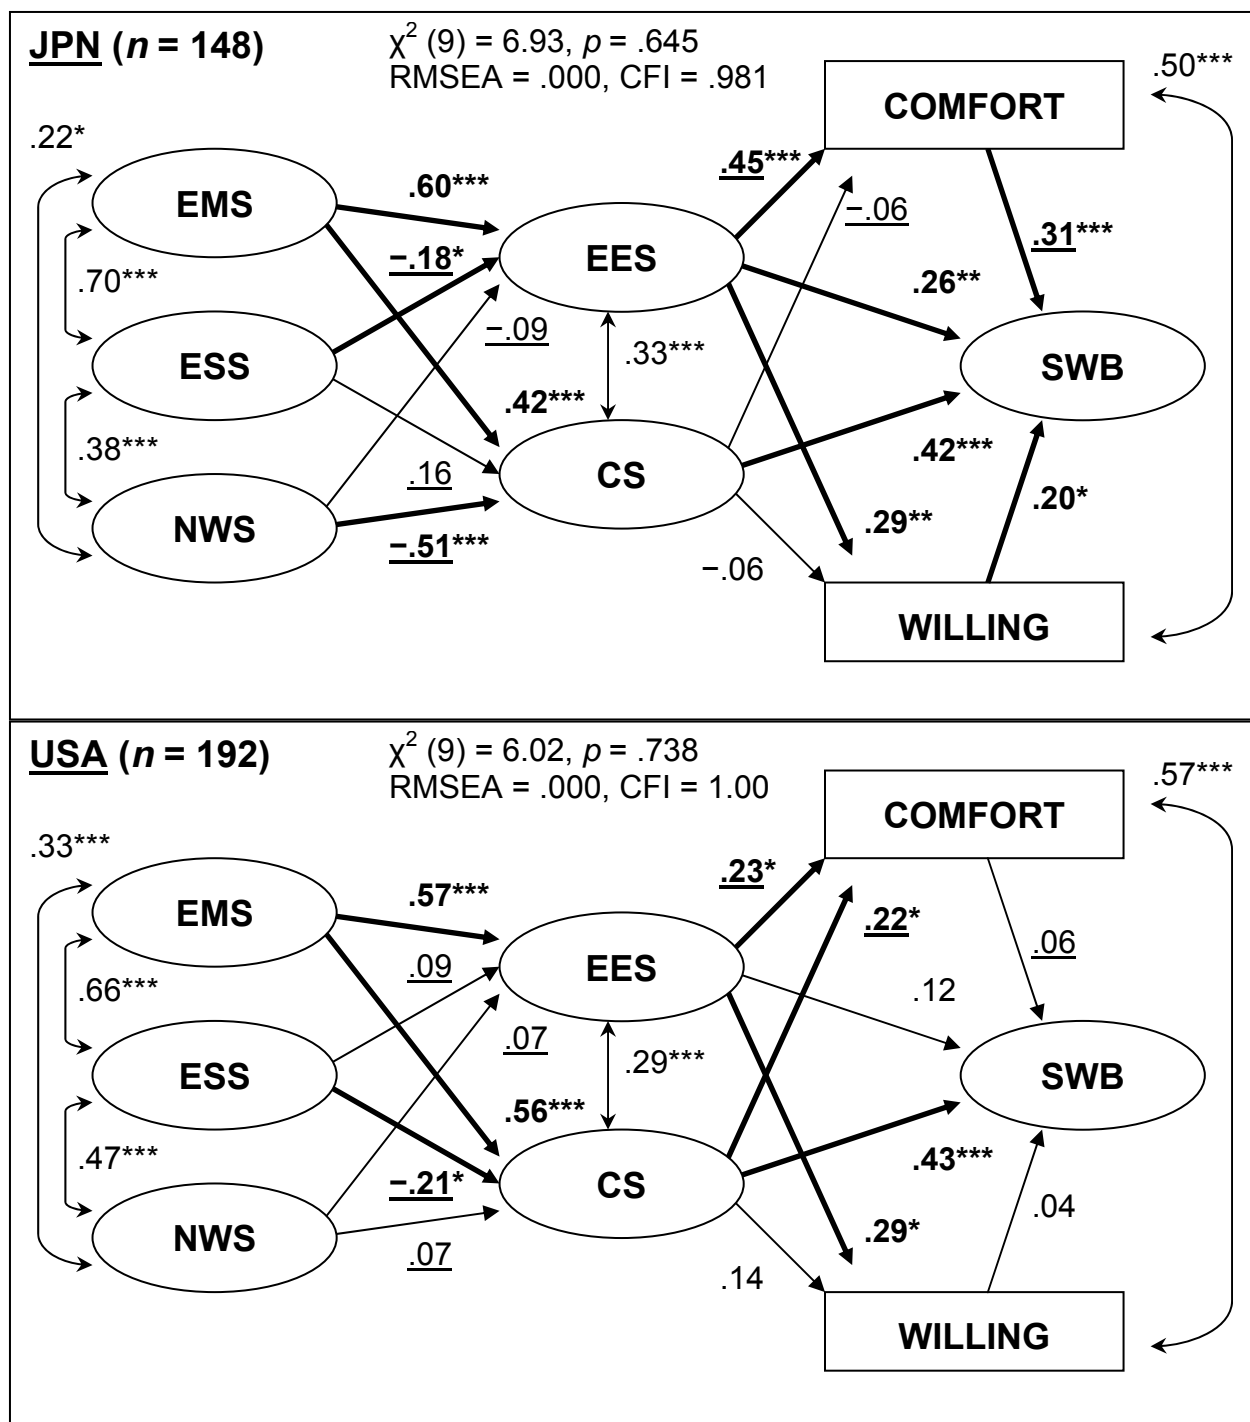 JPN (n = 148)
χ² (9) = 6.93, p = .645
RMSEA = .000, CFI = .981
.50***
COMFORT
.22*
EMS
.60***
.45***
−.06
−.18*
EES
.31***
.26**
.70***
−.09
.33***
ESS
SWB
.42***
.38***
.16
CS
.42***
.20*
NWS
−.51***
.29**
−.06
WILLING
USA (n = 192)
χ² (9) = 6.02, p = .738
RMSEA = .000, CFI = 1.00
.57***
COMFORT
.33***
EMS
.57***
.23*
.22*
.09
EES
.06
.12
.66***
.07
.29***
ESS
SWB
.56***
.47***
−.21*
CS
.43***
.04
NWS
.07
.29*
.14
WILLING